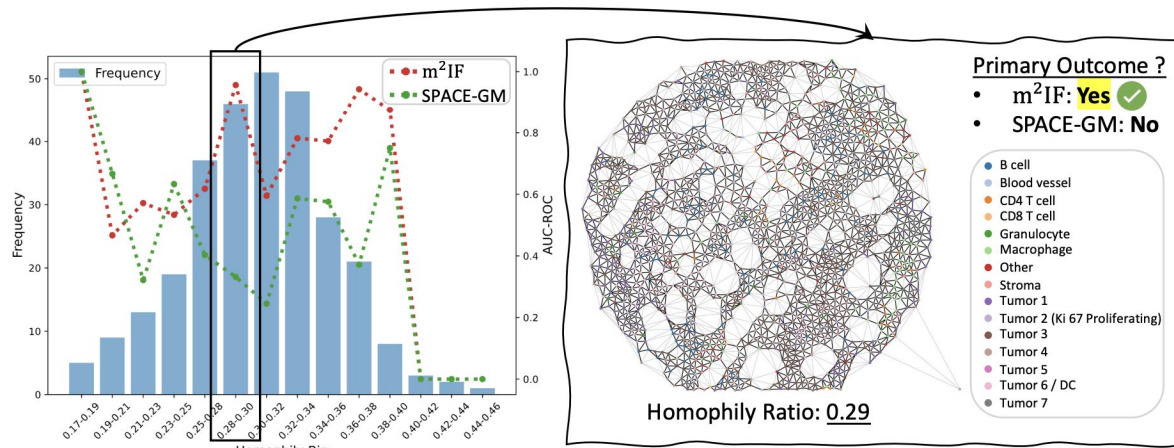 Frequency
m²IF
SPACE-GM
50
40
30
20
10
0
Frequency
1.0
0.8
0.6
0.4
0.2
0.0
AUC-ROC
0.17-0.19
0.19-0.21
0.21-0.23
0.23-0.25
0.25-0.28
0.28-0.30
0.30-0.32
0.32-0.34
0.34-0.36
0.36-0.38
0.38-0.40
0.40-0.42
0.42-0.44
0.44-0.46
Primary Outcome ?
• m²IF: Yes
• SPACE-GM: No
B cell
Blood vessel
CD4 T cell
CD8 T cell
Granulocyte
Macrophage
Other
Stroma
Tumor 1
Tumor 2 (Ki 67 Proliferating)
Tumor 3
Tumor 4
Tumor 5
Tumor 6 / DC
Tumor 7
Homophily Ratio: 0.29